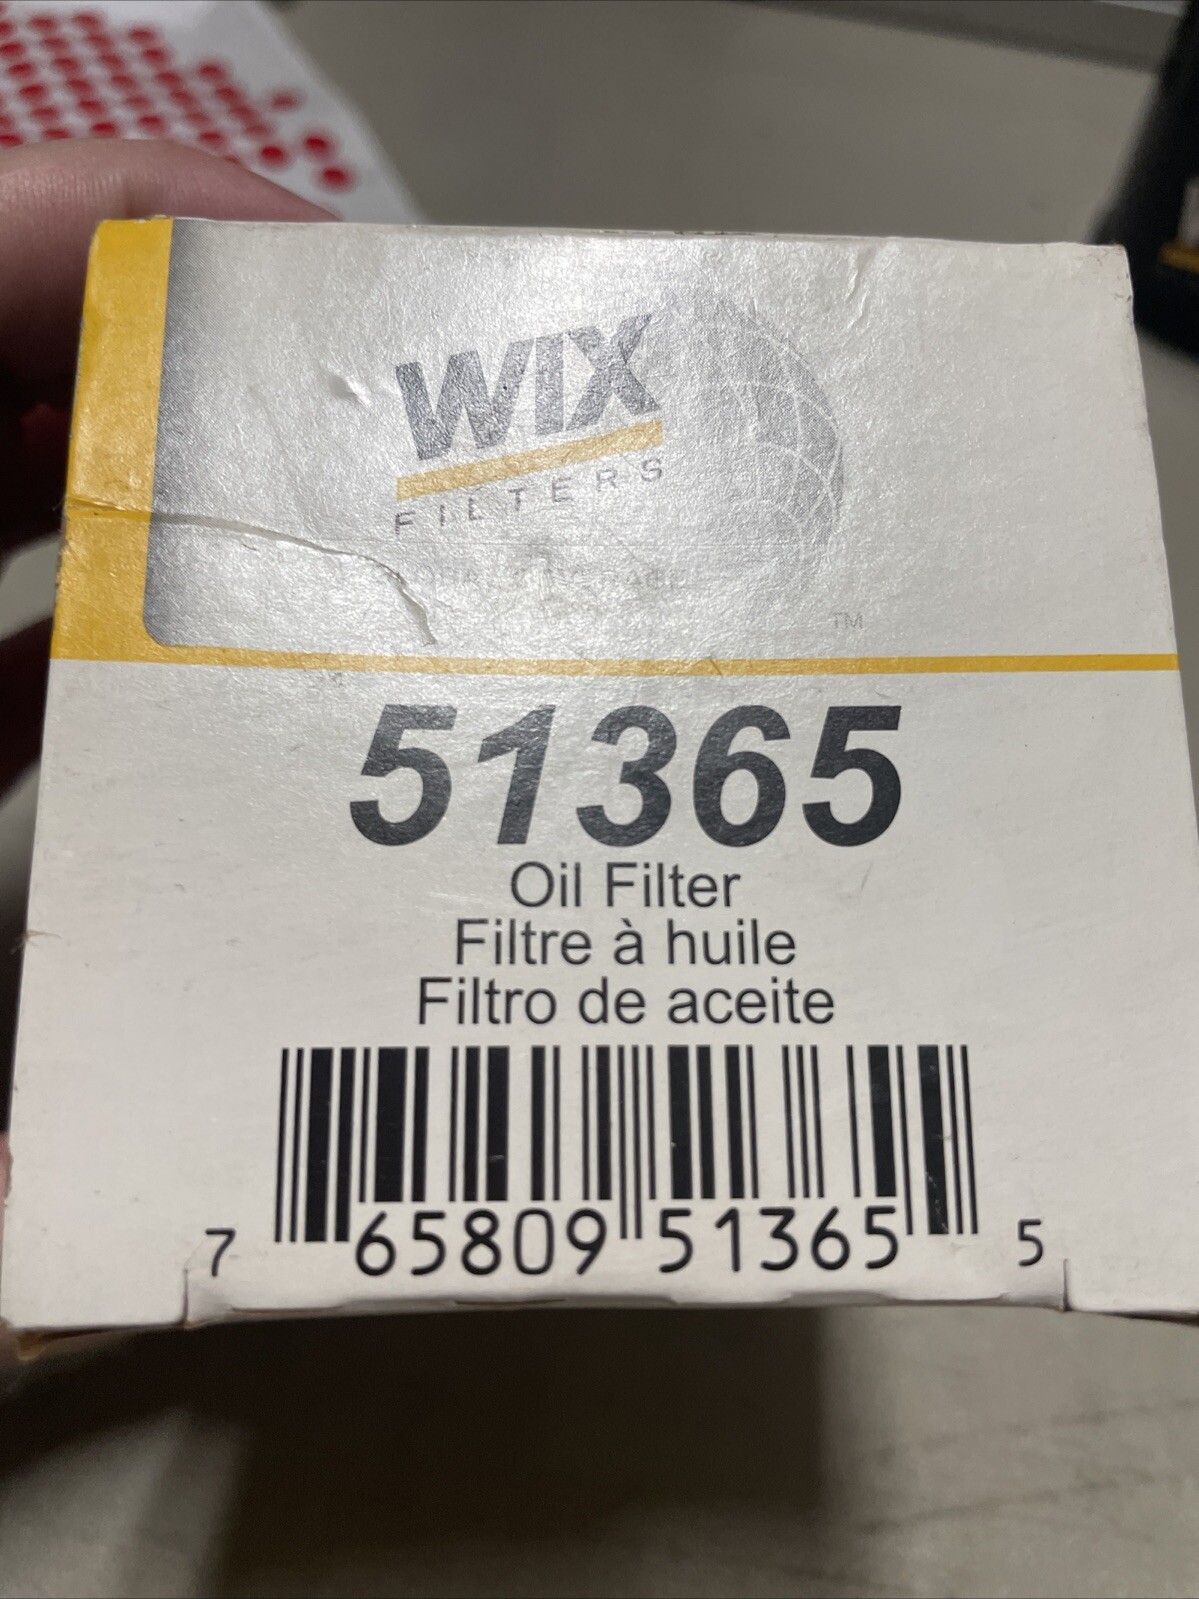 WIX
FILTERS
TM
51365
Oil Filter
Filtre à huile
Filtro de aceite
7 65809 51365 5